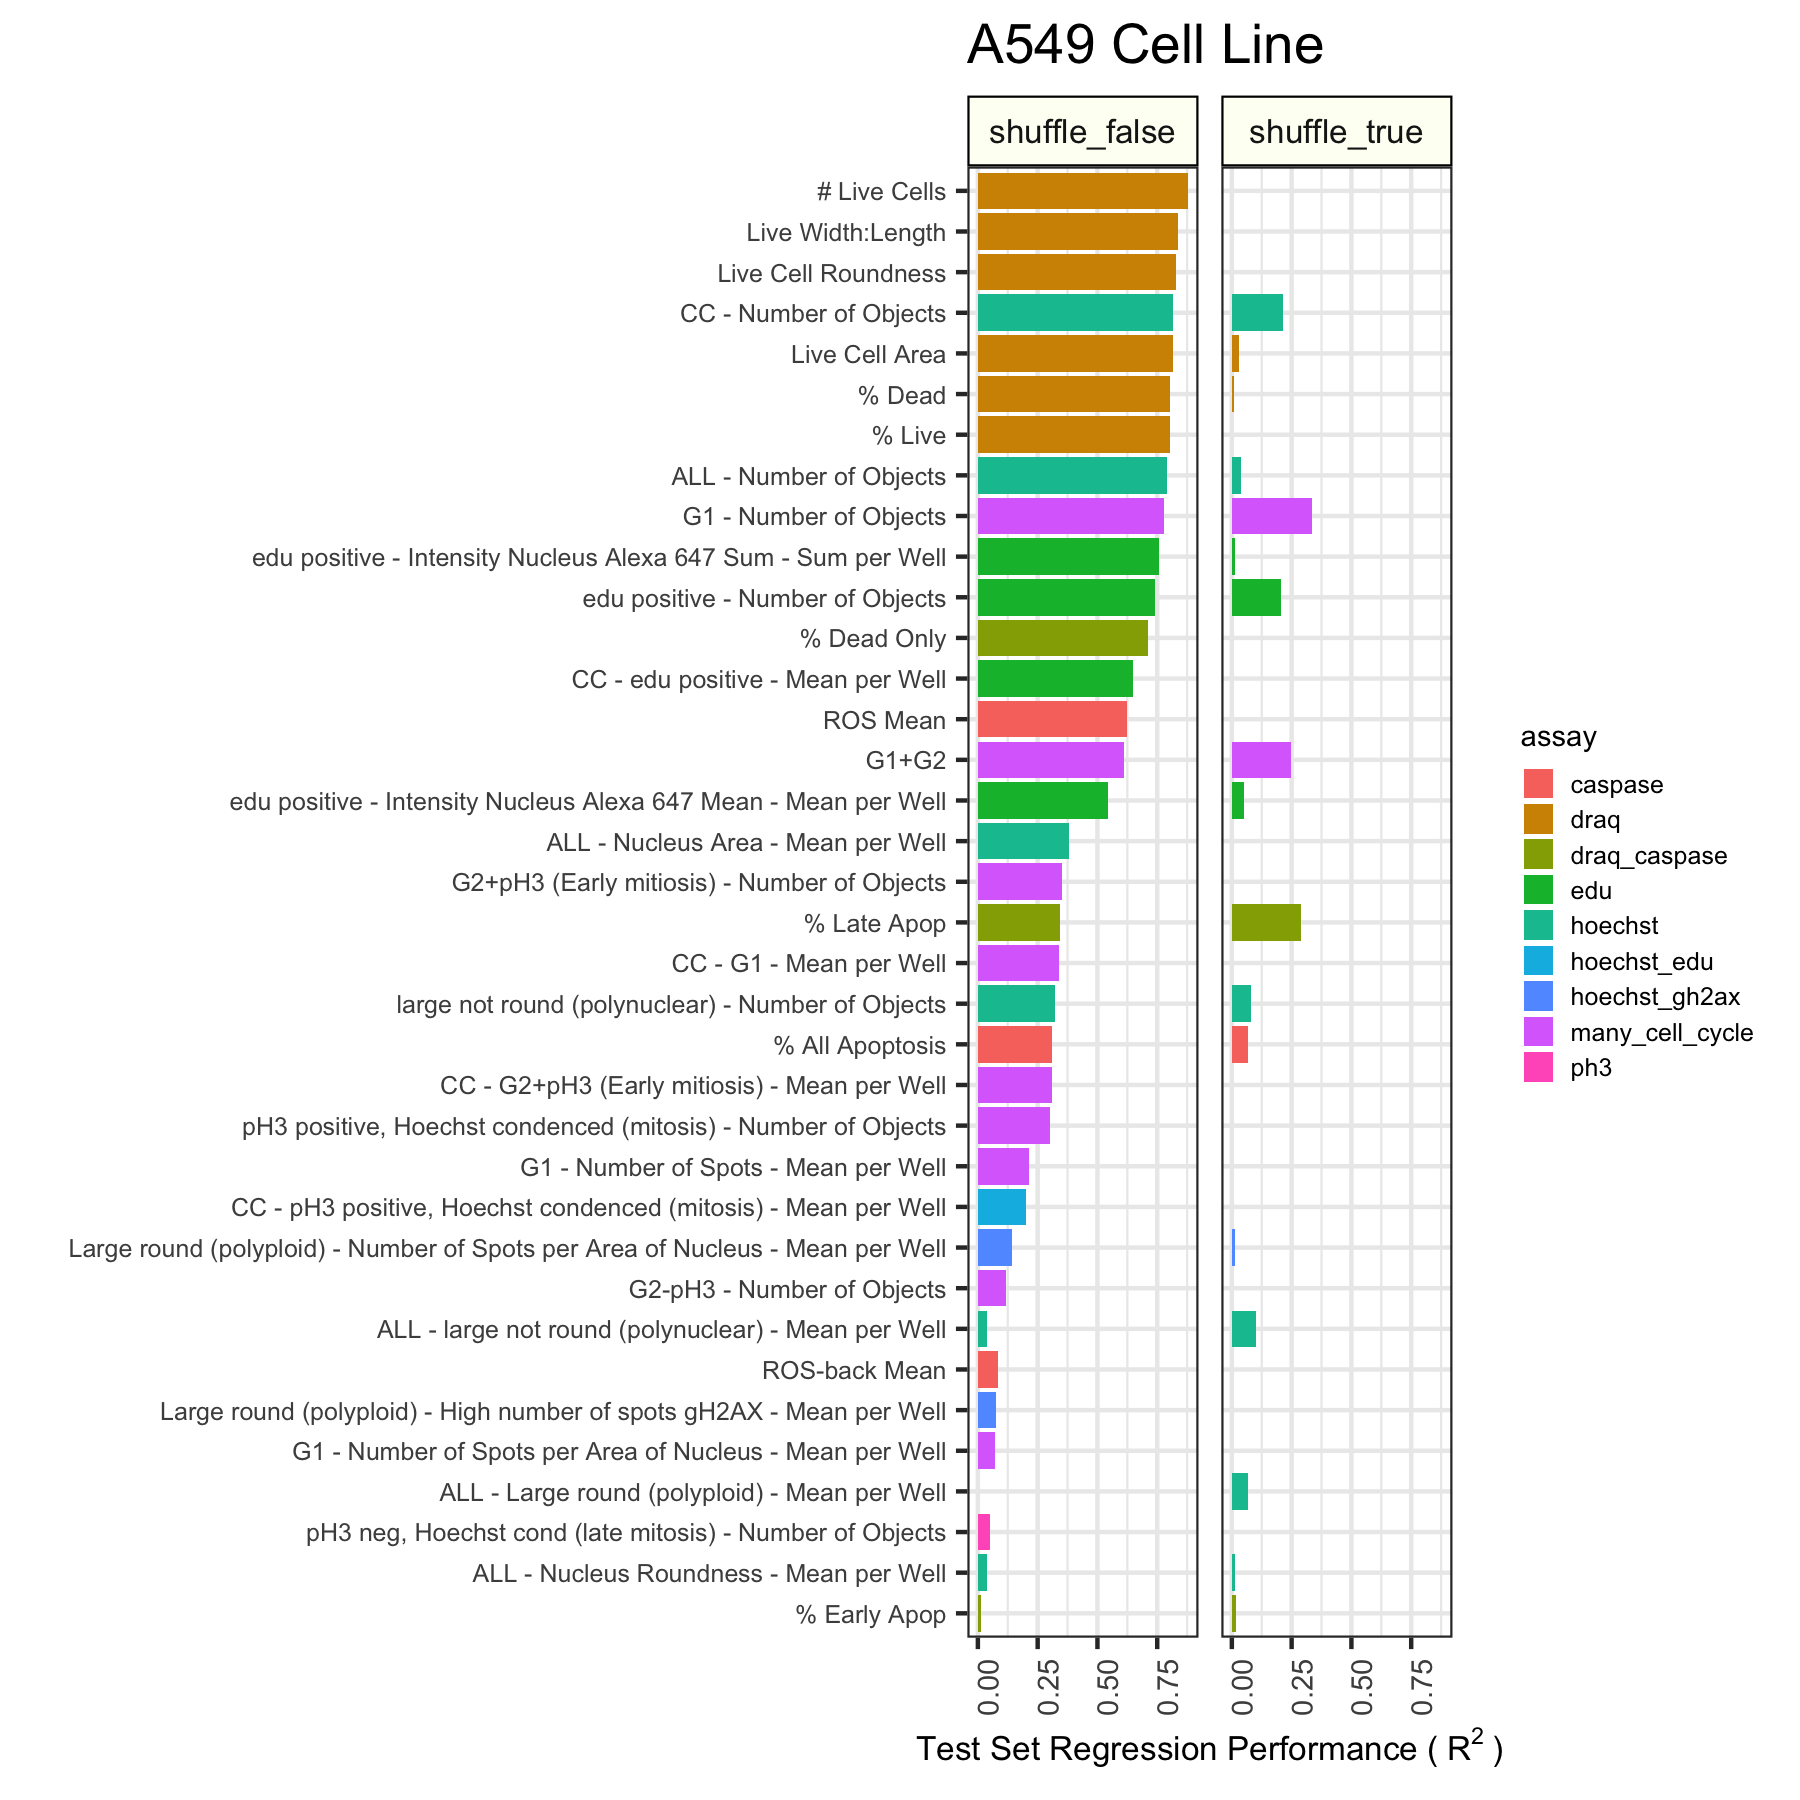 A549 Cell Line
shuffle_false
shuffle_true
# Live Cells
Live Width:Length
Live Cell Roundness
CC - Number of Objects
Live Cell Area
% Dead
% Live
ALL - Number of Objects
G1 - Number of Objects
edu positive - Intensity Nucleus Alexa 647 Sum - Sum per Well
edu positive - Number of Objects
% Dead Only
CC - edu positive - Mean per Well
ROS Mean
G1+G2
edu positive - Intensity Nucleus Alexa 647 Mean - Mean per Well
ALL - Nucleus Area - Mean per Well
G2+pH3 (Early mitiosis) - Number of Objects
% Late Apop
CC - G1 - Mean per Well
large not round (polynuclear) - Number of Objects
% All Apoptosis
CC - G2+pH3 (Early mitiosis) - Mean per Well
pH3 positive, Hoechst condenced (mitosis) - Number of Objects
G1 - Number of Spots - Mean per Well
CC - pH3 positive, Hoechst condenced (mitosis) - Mean per Well
Large round (polyploid) - Number of Spots per Area of Nucleus - Mean per Well
G2-pH3 - Number of Objects
ALL - large not round (polynuclear) - Mean per Well
ROS-back Mean
Large round (polyploid) - High number of spots gH2AX - Mean per Well
G1 - Number of Spots per Area of Nucleus - Mean per Well
ALL - Large round (polyploid) - Mean per Well
pH3 neg, Hoechst cond (late mitosis) - Number of Objects
ALL - Nucleus Roundness - Mean per Well
% Early Apop
0.00
0.25
0.50
0.75
0.00
0.25
0.50
0.75
Test Set Regression Performance ( R² )
assay
caspase
draq
draq_caspase
edu
hoechst
hoechst_edu
hoechst_gh2ax
many_cell_cycle
ph3